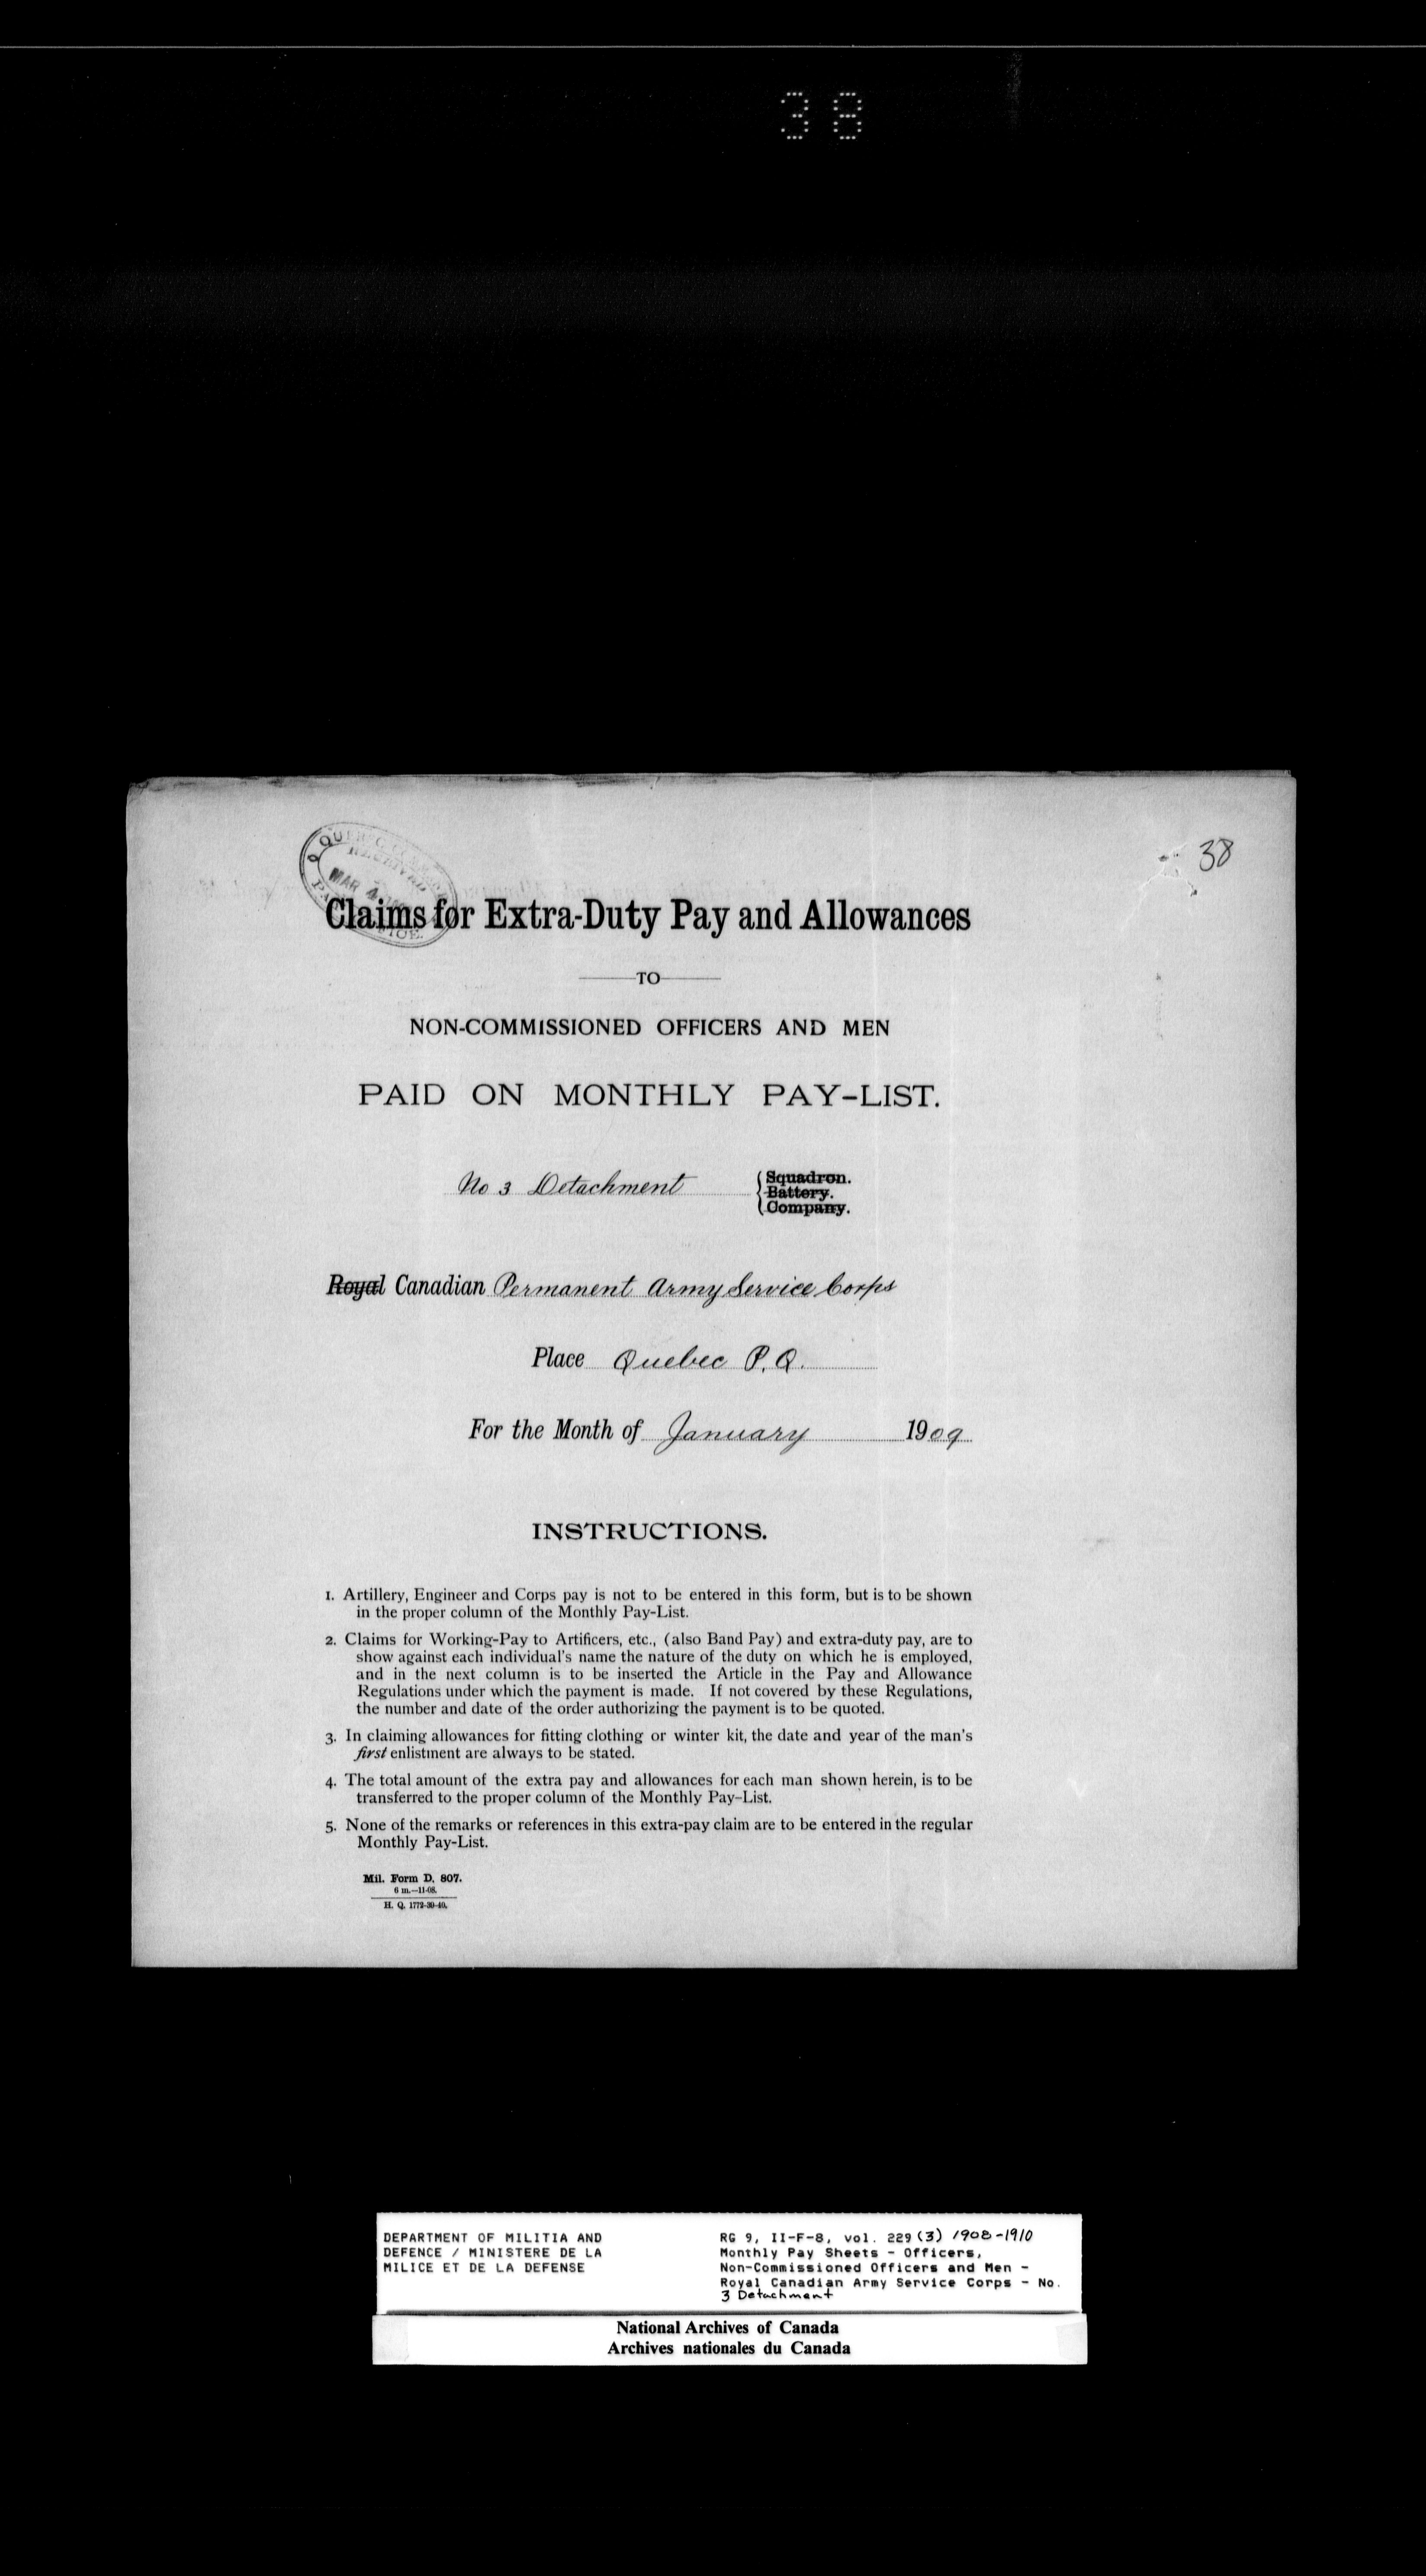 38
38
QUEBEC
RECEIVED
MAR 4
Claims for Extra-Duty Pay and Allowances
TO
NON-COMMISSIONED OFFICERS AND MEN
PAID ON MONTHLY PAY-LIST.
No 3 Detachment
Squadron.
Battery.
Company.
Royal Canadian Permanent Army Service Corps
Place Quebec P.Q.
For the Month of January 1909
INSTRUCTIONS.
1. Artillery, Engineer and Corps pay is not to be entered in this form, but is to be shown
in the proper column of the Monthly Pay-List.
2. Claims for Working-Pay to Artificers, etc., (also Band Pay) and extra-duty pay, are to
show against each individual's name the nature of the duty on which he is employed,
and in the next column is to be inserted the Article in the Pay and Allowance
Regulations under which the payment is made. If not covered by these Regulations,
the number and date of the order authorizing the payment is to be quoted.
3. In claiming allowances for fitting clothing or winter kit, the date and year of the man's
first enlistment are always to be stated.
4. The total amount of the extra pay and allowances for each man shown herein, is to be
transferred to the proper column of the Monthly Pay-List.
5. None of the remarks or references in this extra-pay claim are to be entered in the regular
Monthly Pay-List.
Mil. Form D. 807.
6 m.-11-08.
H. Q. 1772-39-40.
DEPARTMENT OF MILITIA AND
DEFENCE / MINISTERE DE LA
MILICE ET DE LA DEFENSE
RG 9, II-F-8, vol. 229 (3) 1908-1910
Monthly Pay Sheets - Officers,
Non-Commissioned Officers and Men -
Royal Canadian Army Service Corps - No.
3 Detachment
National Archives of Canada
Archives nationales du Canada